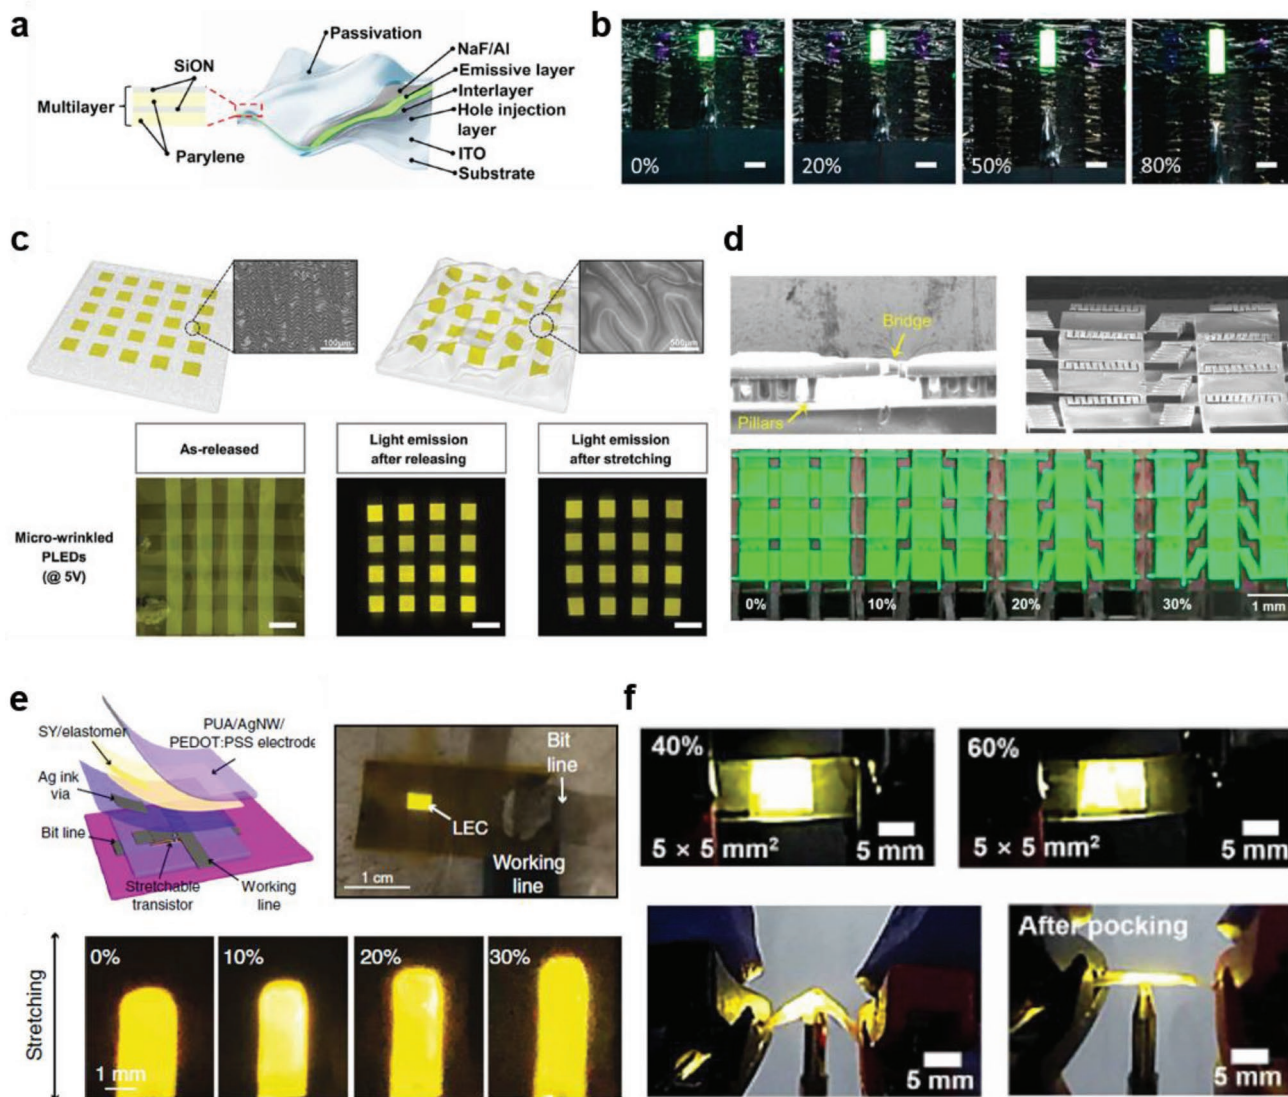 a
Passivation
SiON
Multilayer
Parylene
NaF/Al
Emissive layer
Interlayer
Hole injection
layer
ITO
Substrate
b
0%
20%
50%
80%
c
100μm
500μm
As-released
Light emission
after releasing
Light emission
after stretching
Micro-wrinkled
PLEDs
(@ 5V)
d
Bridge
Pillars
0%
10%
20%
30%
1 mm
e
SY/elastomer
PUA/AgNW/
PEDOT:PSS electrode
Ag ink
via
Bit line
Stretchable
transistor
Working
line
Bit
line
LEC
Working
line
1 cm
Stretching
0%
10%
20%
30%
1 mm
f
40%
5 × 5 mm²
5 mm
60%
5 × 5 mm²
5 mm
5 mm
After pocking
5 mm